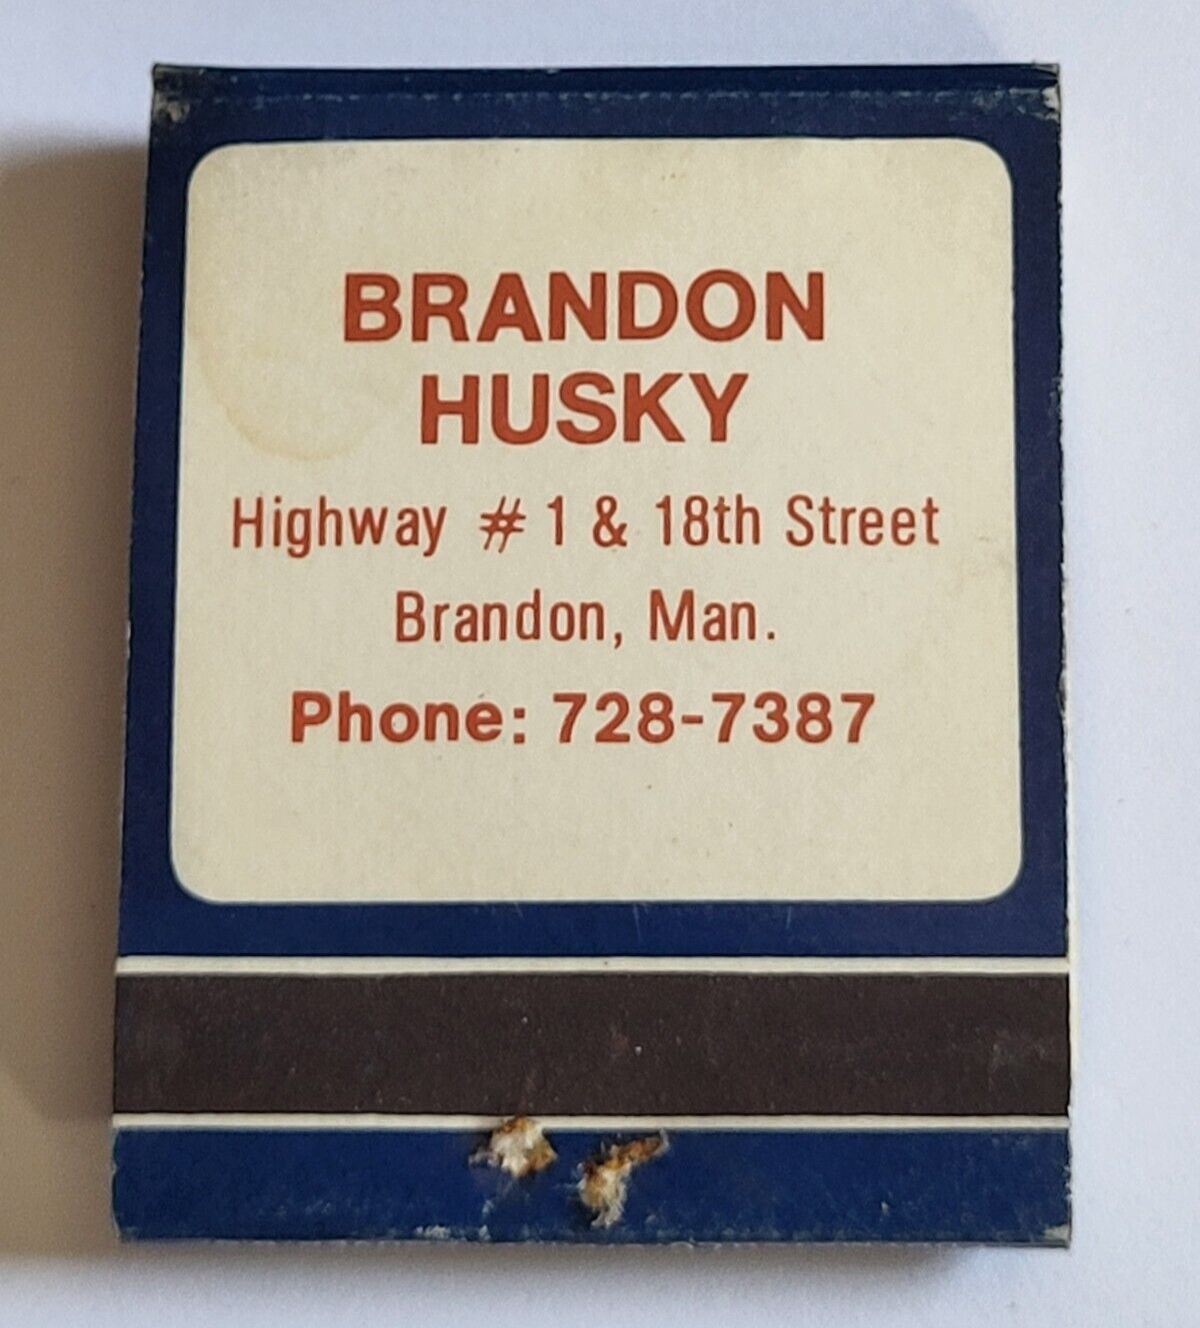 BRANDON
HUSKY
Highway # 1 & 18th Street
Brandon, Man.
Phone: 728-7387